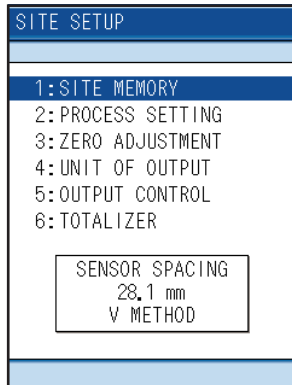 SITE SETUP
1:SITE MEMORY
2:PROCESS SETTING
3:ZERO ADJUSTMENT
4:UNIT OF OUTPUT
5:OUTPUT CONTROL
6:TOTALIZER
SENSOR SPACING
28.1 mm
V METHOD